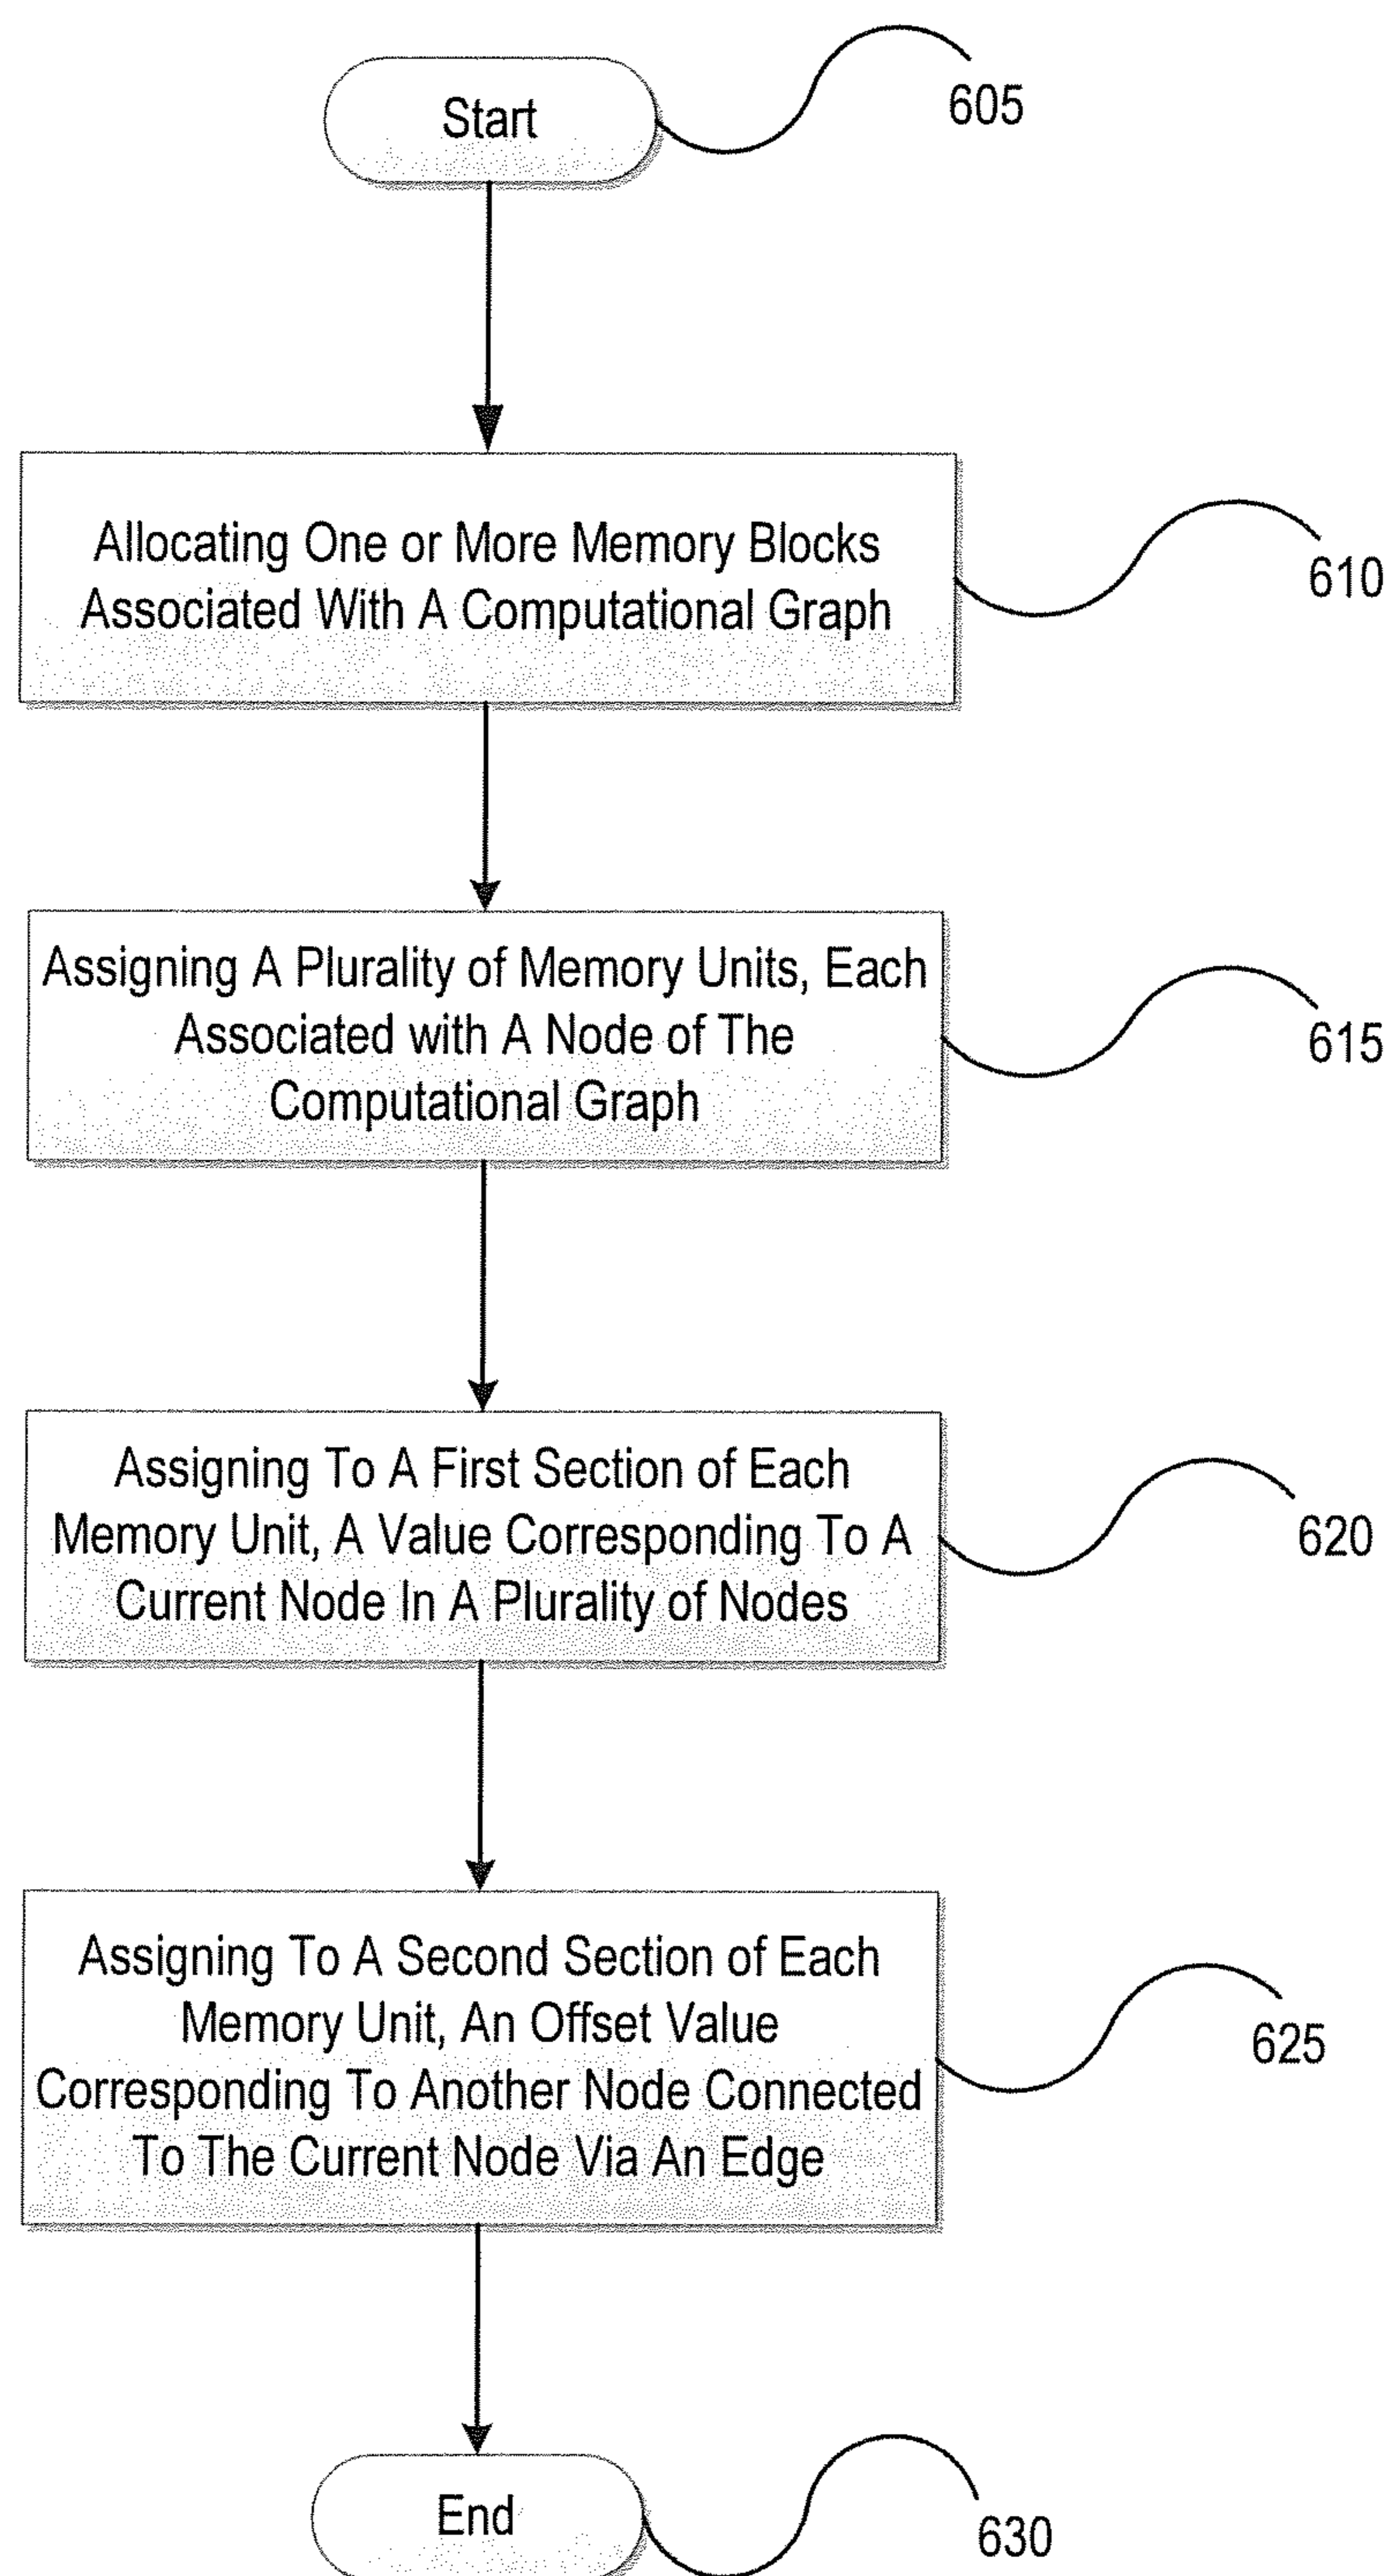 Start
605
Allocating One or More Memory Blocks
Associated With A Computational Graph
610
Assigning A Plurality of Memory Units, Each
Associated with A Node of The
Computational Graph
615
Assigning To A First Section of Each
Memory Unit, A Value Corresponding To A
Current Node In A Plurality of Nodes
620
Assigning To A Second Section of Each
Memory Unit, An Offset Value
Corresponding To Another Node Connected
To The Current Node Via An Edge
625
End
630